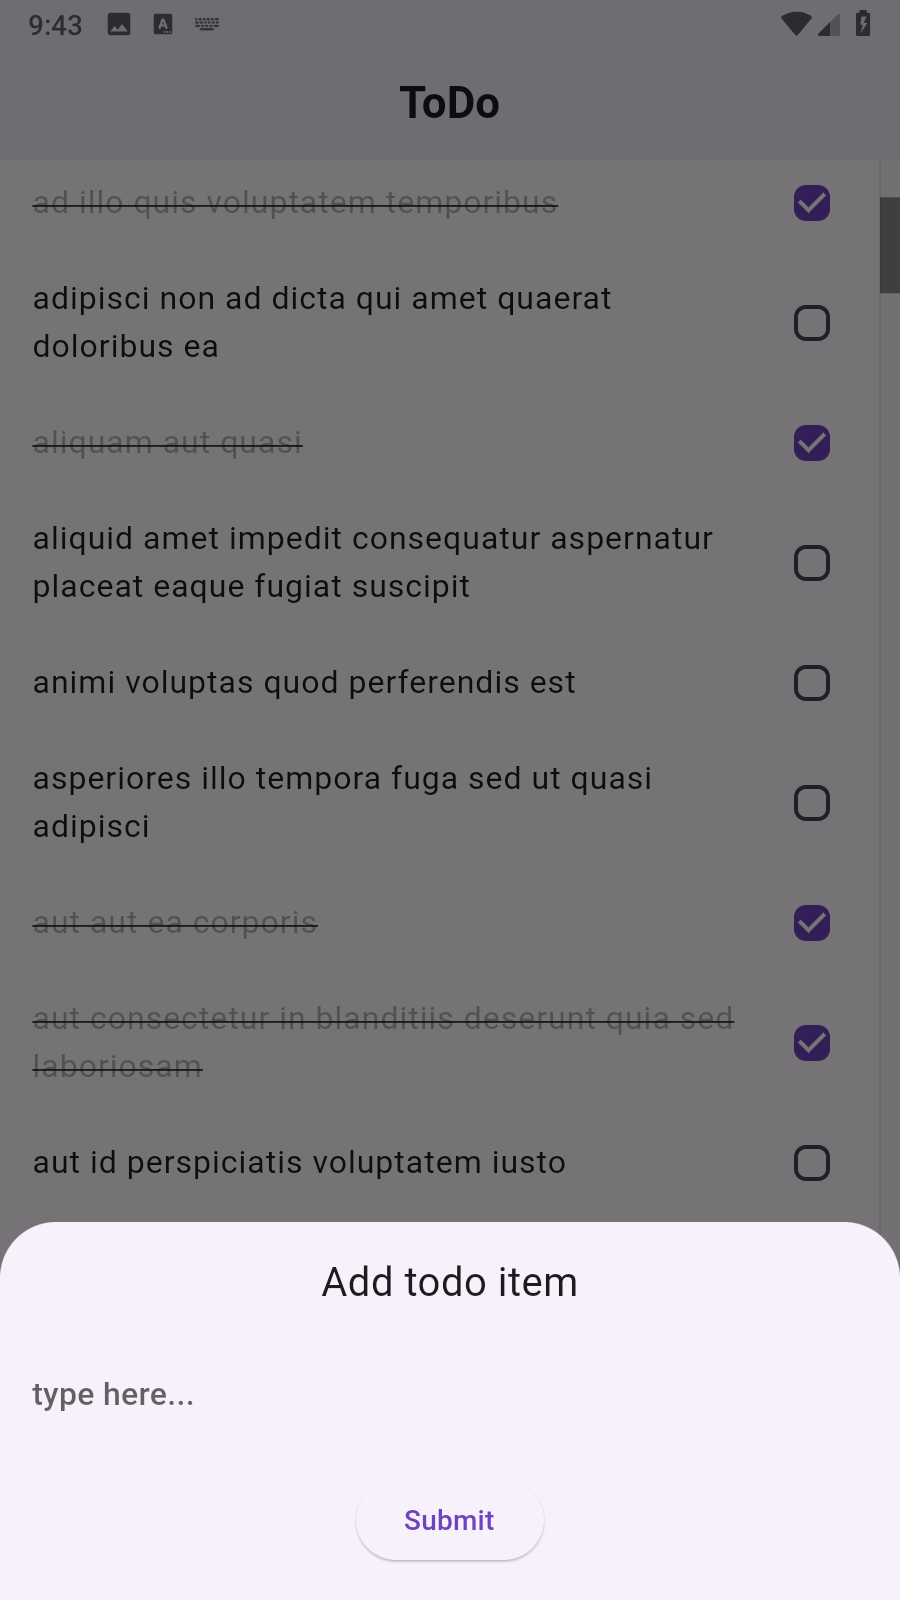 9:43
ToDo
ad illo quis voluptatem temporibus
adipisci non ad dicta qui amet quaerat
doloribus ea
aliquam aut quasi
aliquid amet impedit consequatur aspernatur
placeat eaque fugiat suscipit
animi voluptas quod perferendis est
asperiores illo tempora fuga sed ut quasi
adipisci
aut aut ea corporis
aut consectetur in blanditiis deserunt quia sed
laboriosam
aut id perspiciatis voluptatem iusto
Add todo item
type here...
Submit